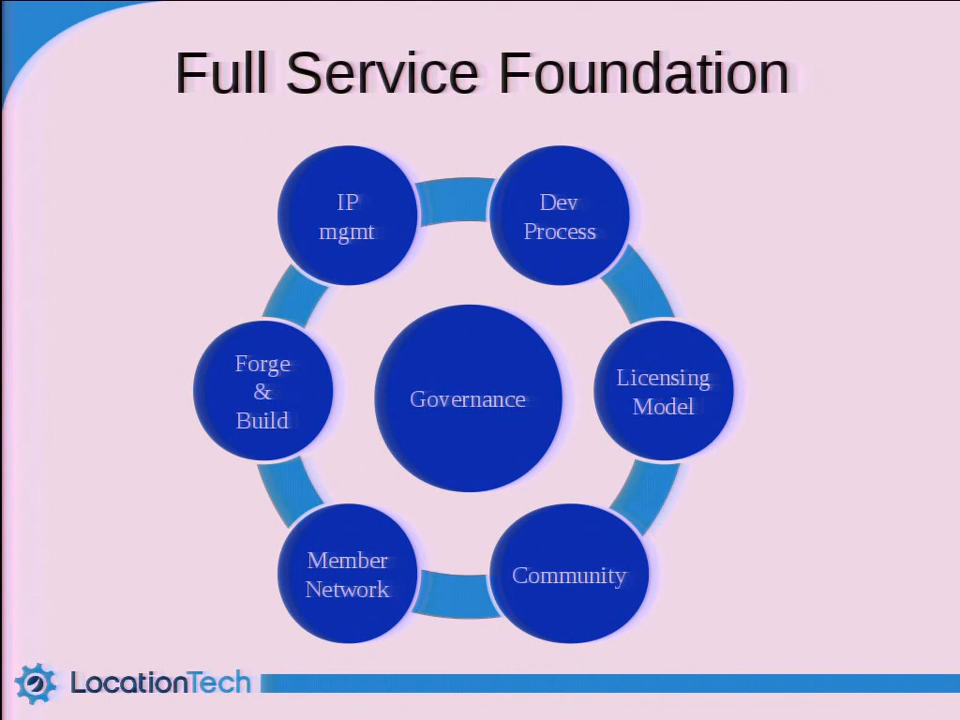 Full Service Foundation
IP
mgmt
Dev
Process
Forge
&
Build
Governance
Licensing
Model
Member
Network
Community
LocationTech